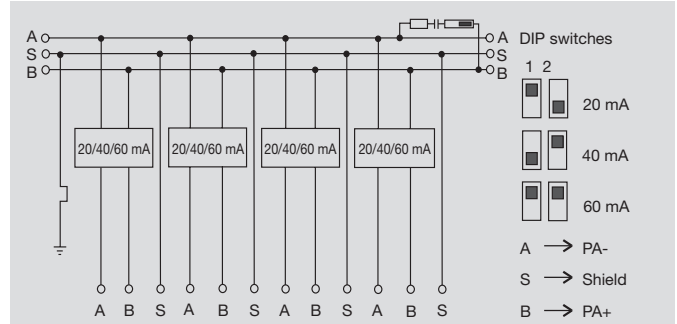 A A DIP switches
S S
B B 1 2
20 mA
20/40/60 mA 20/40/60 mA 20/40/60 mA 20/40/60 mA
40 mA
60 mA
A → PA-
S → Shield
A B S A B S A B S A B S
B → PA+